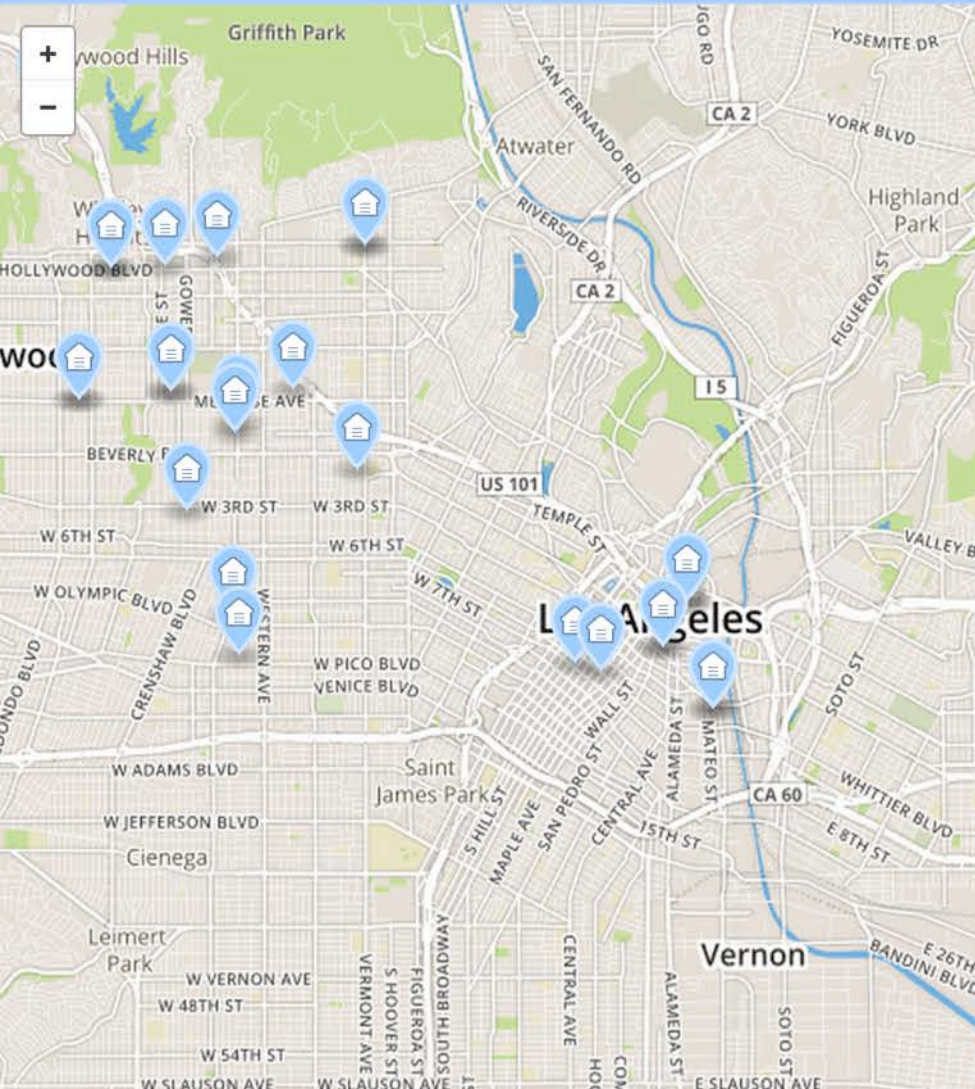 Griffith Park
+
YOSEMITE DR
ywood Hills
SAN FERNANDO RD
−
CA 2
YORK BLVD
Atwater
Highland
Park
RIVERSIDE DR
HOLLYWOOD BLVD
CA 2
FIGUEROA ST
I 5
BEVERLY
US 101
W 3RD ST
W 3RD ST
TEMPLE ST
W 6TH ST
W 6TH ST
VALLEY B
W 7TH ST
W OLYMPIC BLVD
CRENSHAW BLVD
WESTERN AVE
Los Angeles
W PICO BLVD
VENICE BLVD
SOTO ST
WALL ST
ALAMEDA ST
MATEO ST
W ADAMS BLVD
Saint
James Park
CA 60
WHITTIER BLVD
S HILL ST
MAPLE AVE
SAN PEDRO ST
CENTRAL AVE
15TH ST
E 8TH ST
W JEFFERSON BLVD
Cienega
Leimert
Park
Vernon
E 26TH
BANDINI BLVD
W VERNON AVE
W 48TH ST
VERMONT AVE
S HOOVER ST
FIGUEROA ST
SOUTH BROADWAY
CENTRAL AVE
ALAMEDA ST
SOTO ST
W 54TH ST
W SLAUSON AVE
W SLAUSON AVE
E SLAUSON AVE